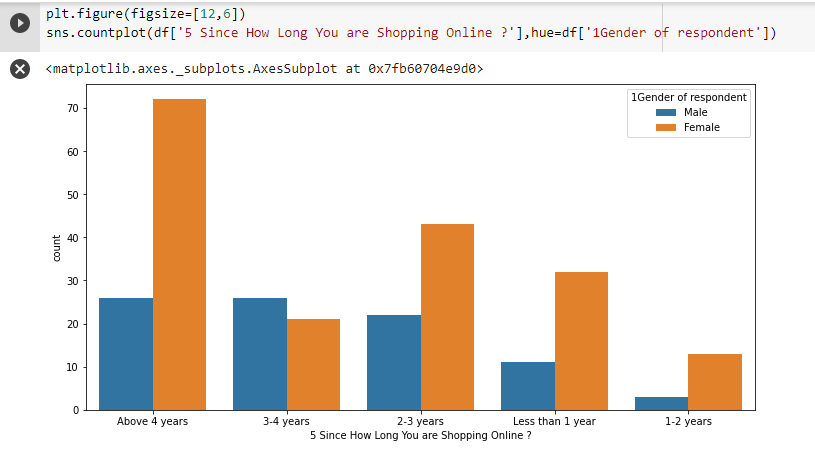 plt.figure(figsize=[12,6])
sns.countplot(df['5 Since How Long You are Shopping Online ?'],hue=df['1Gender of respondent'])
<matplotlib.axes._subplots.AxesSubplot at 0x7fb60704e9d0>
1Gender of respondent
Male
Female
70
60
50
40
30
20
10
0
count
Above 4 years
3-4 years
2-3 years
Less than 1 year
1-2 years
5 Since How Long You are Shopping Online ?